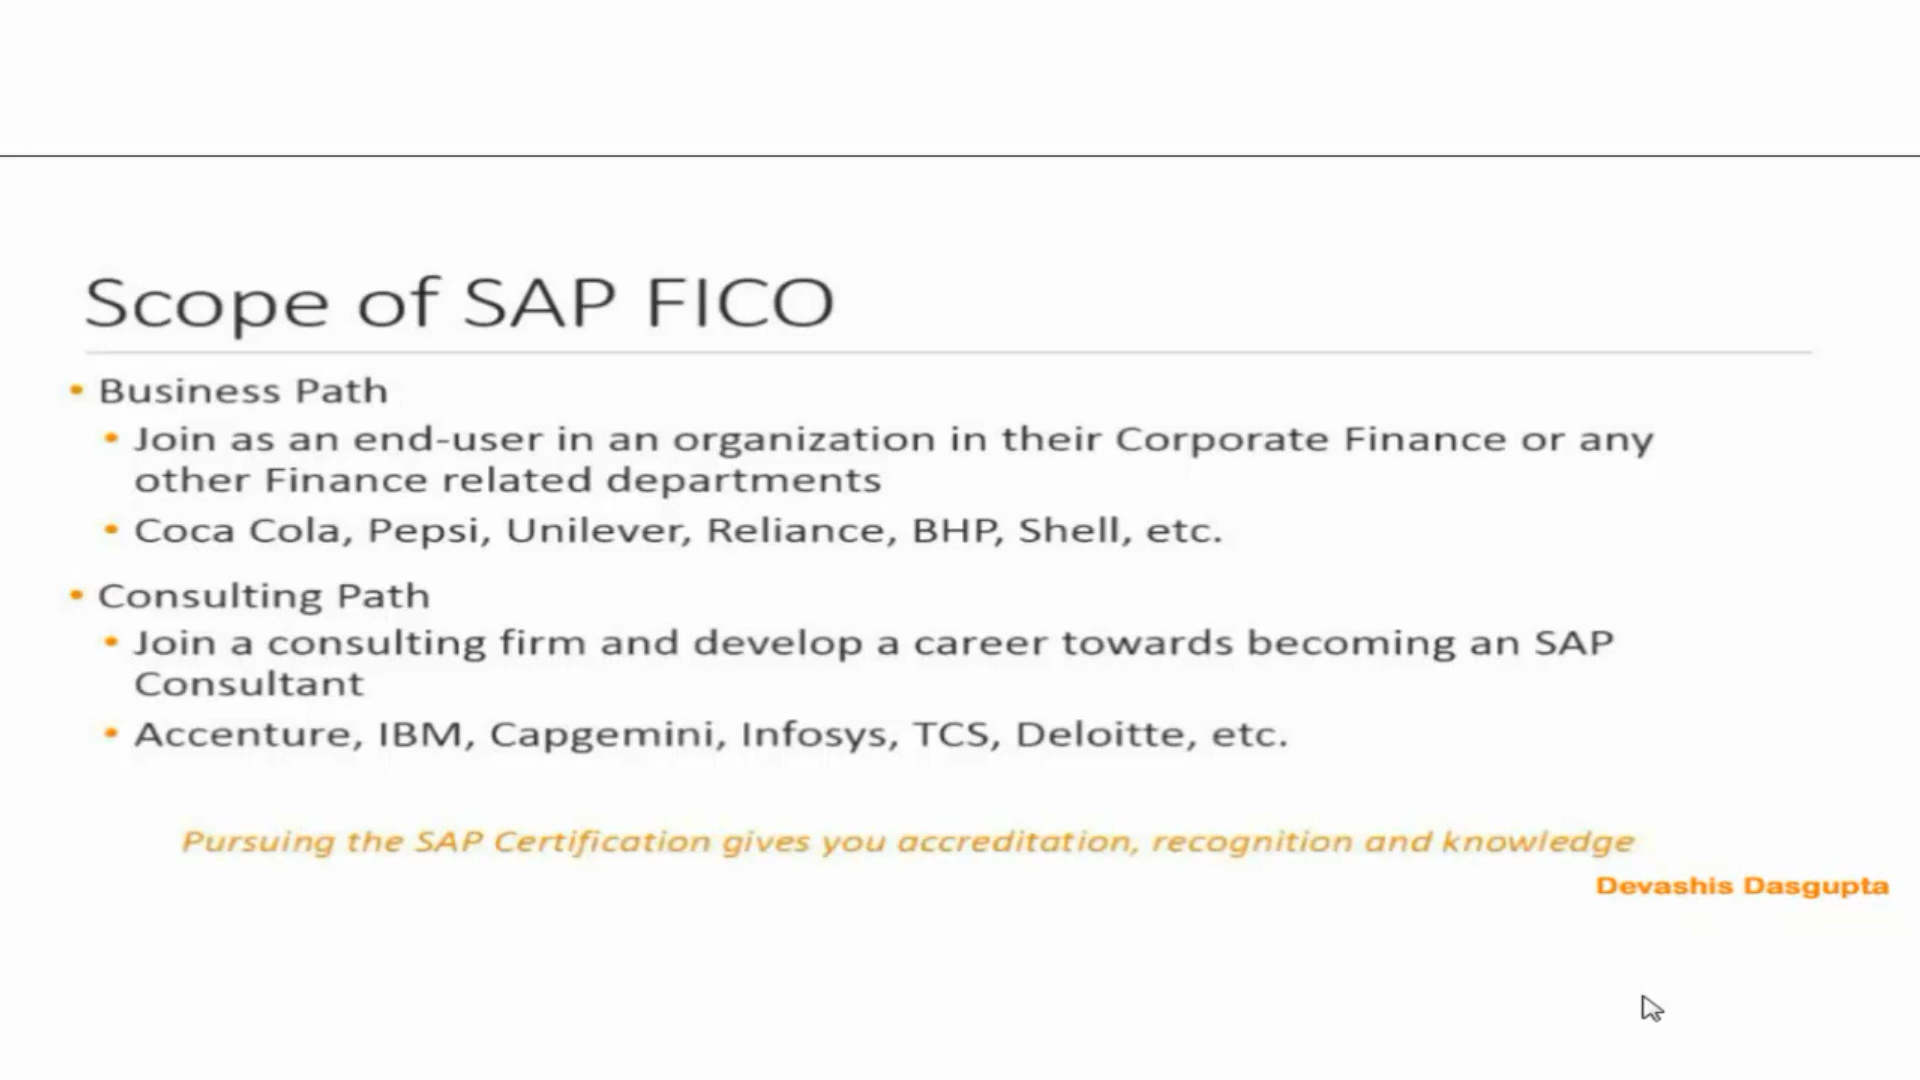 Scope of SAP FICO
• Business Path
• Join as an end-user in an organization in their Corporate Finance or any
other Finance related departments
• Coca Cola, Pepsi, Unilever, Reliance, BHP, Shell, etc.
• Consulting Path
• Join a consulting firm and develop a career towards becoming an SAP
Consultant
• Accenture, IBM, Capgemini, Infosys, TCS, Deloitte, etc.
Pursuing the SAP Certification gives you accreditation, recognition and knowledge
Devashis Dasgupta